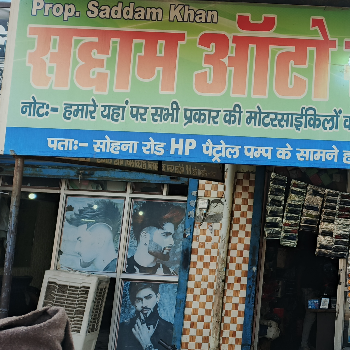 Prop. Saddam Khan
सद्दाम ऑटो
नोट:- हमारे यहां पर सभी प्रकार की मोटरसाईकिलों
पता:- सोहना रोड HP पैट्रोल पम्प के सामने